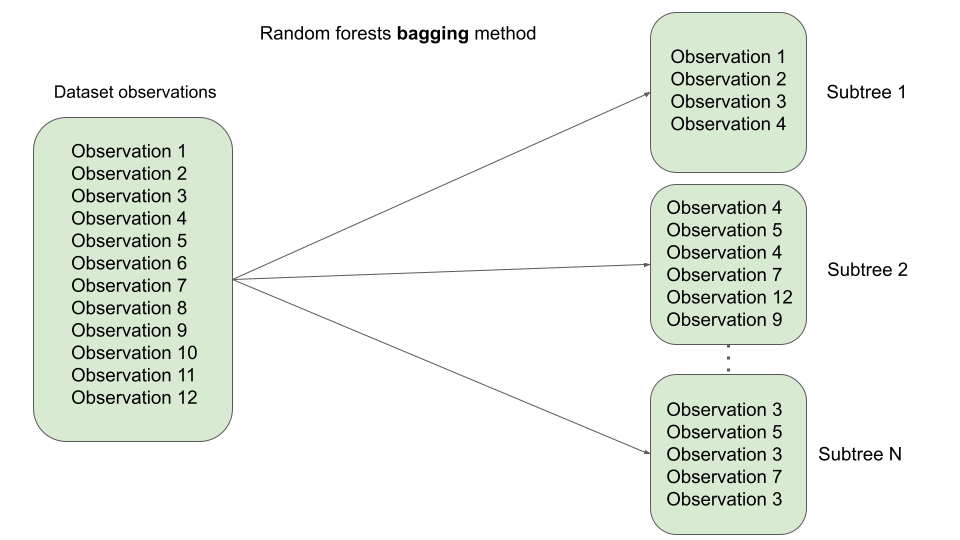 Random forests bagging method
Dataset observations
Observation 1
Observation 2
Observation 3
Observation 4
Observation 5
Observation 6
Observation 7
Observation 8
Observation 9
Observation 10
Observation 11
Observation 12
Observation 1
Observation 2
Observation 3
Observation 4
Subtree 1
Observation 4
Observation 5
Observation 4
Observation 7
Observation 12
Observation 9
Subtree 2
Observation 3
Observation 5
Observation 3
Observation 7
Observation 3
Subtree N